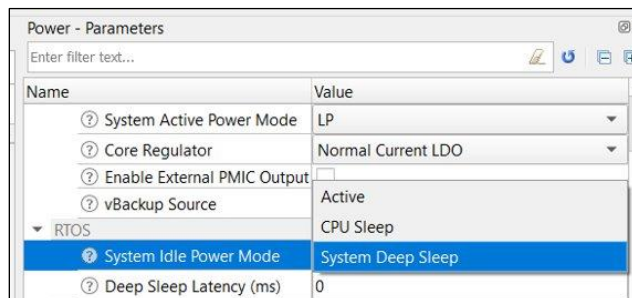 Power - Parameters
Enter filter text...
Name Value
System Active Power Mode LP
Core Regulator Normal Current LDO
Enable External PMIC Output
vBackup Source
Active
CPU Sleep
RTOS
System Idle Power Mode System Deep Sleep
Deep Sleep Latency (ms) 0